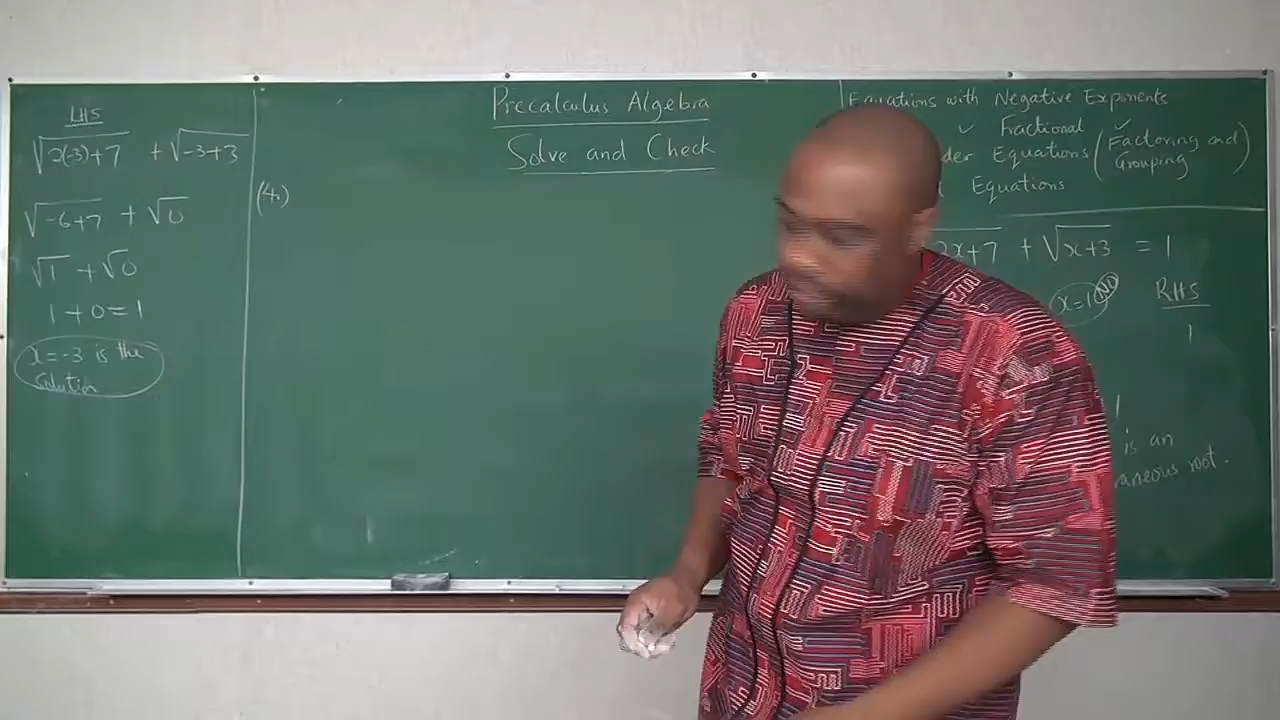 LHS
√2(-3)+7 + √-3+3
√-6+7 + √0
√1 + √0
1+0=1
x=-3 is the
solution
Precalculus Algebra
Solve and Check
(4.)
Equations with Negative Exponents
✓ Fractional
Equations (Factoring and
Grouping)
Equations
2x+7 + √x+3 = 1
x=1 NO
RHS
1
1
is an
root.